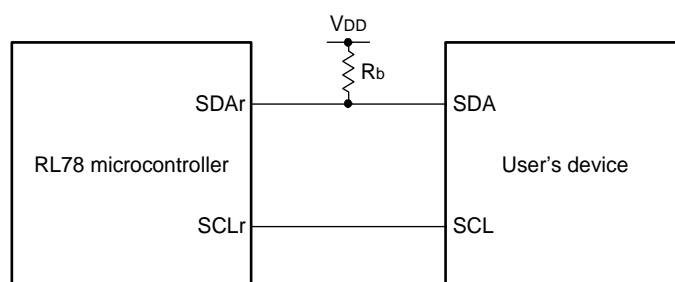 VDD
Rb
SDAr
SDA
RL78 microcontroller
User's device
SCLr
SCL